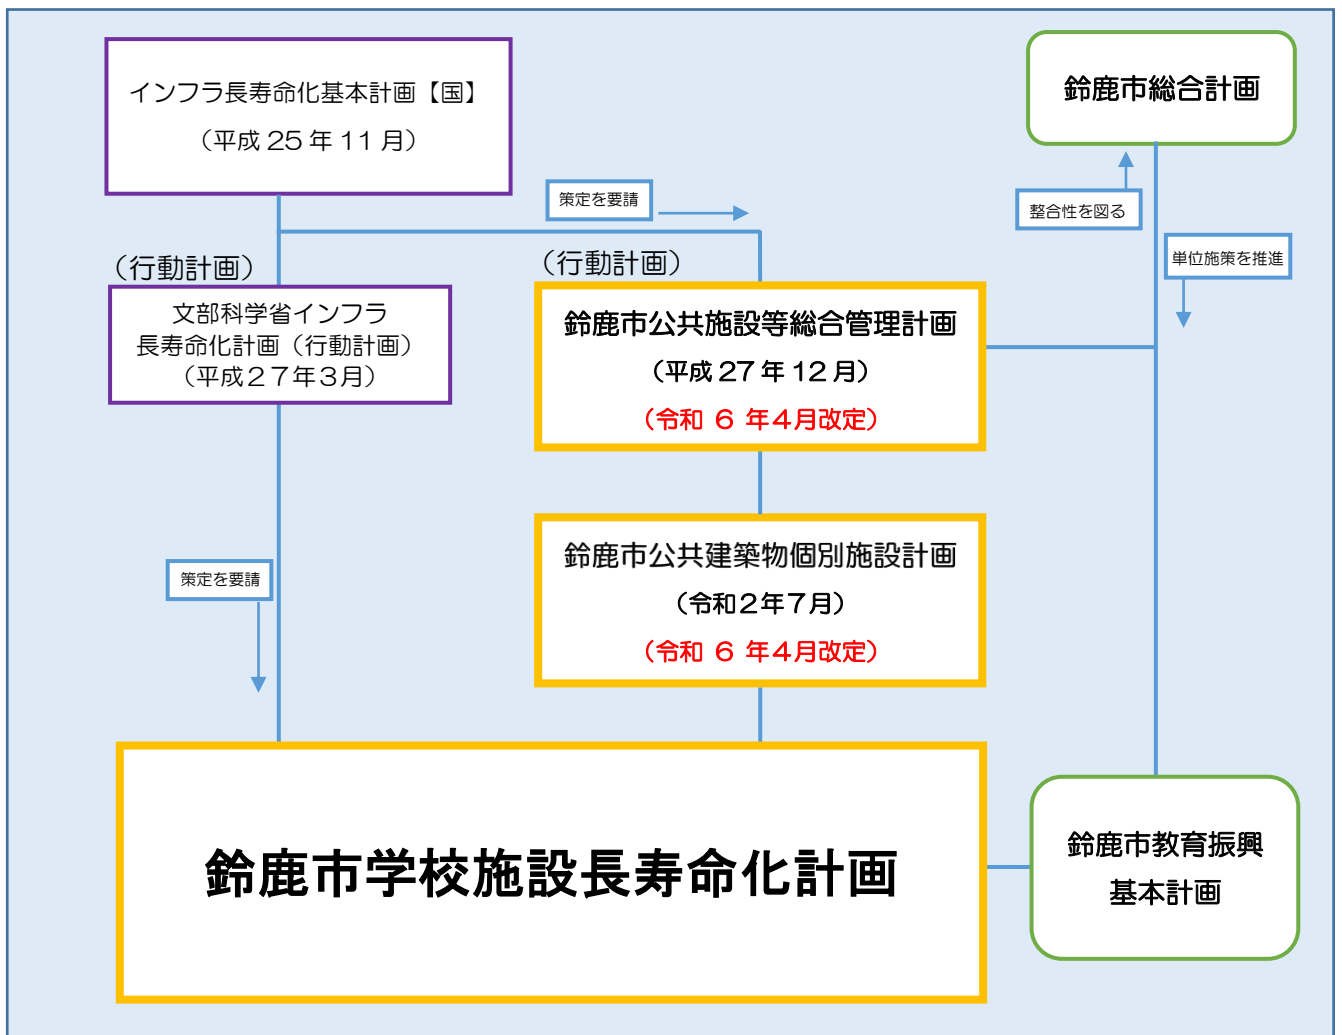 インフラ長寿命化基本計画【国】
（平成 25 年 11 月）
鈴鹿市総合計画
策定を要請
整合性を図る
単位施策を推進
（行動計画）
（行動計画）
文部科学省インフラ
長寿命化計画（行動計画）
（平成２７年３月）
鈴鹿市公共施設等総合管理計画
（平成 27 年 12 月）
（令和 ６ 年４月改定）
鈴鹿市公共建築物個別施設計画
（令和２年７月）
（令和 ６ 年４月改定）
策定を要請
鈴鹿市学校施設長寿命化計画
鈴鹿市教育振興
基本計画